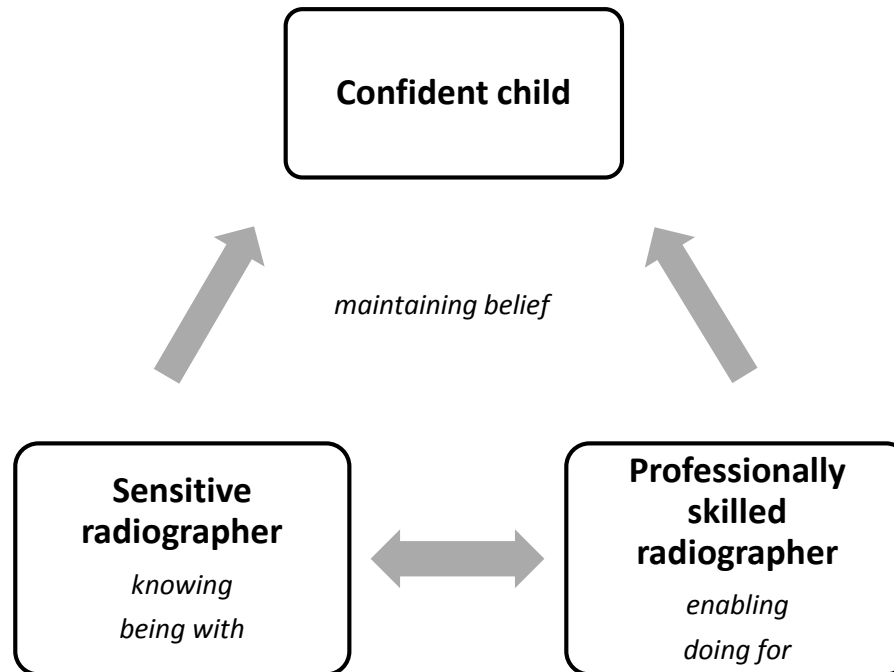 Confident child
maintaining belief
Sensitive
radiographer
knowing
being with
Professionally
skilled
radiographer
enabling
doing for